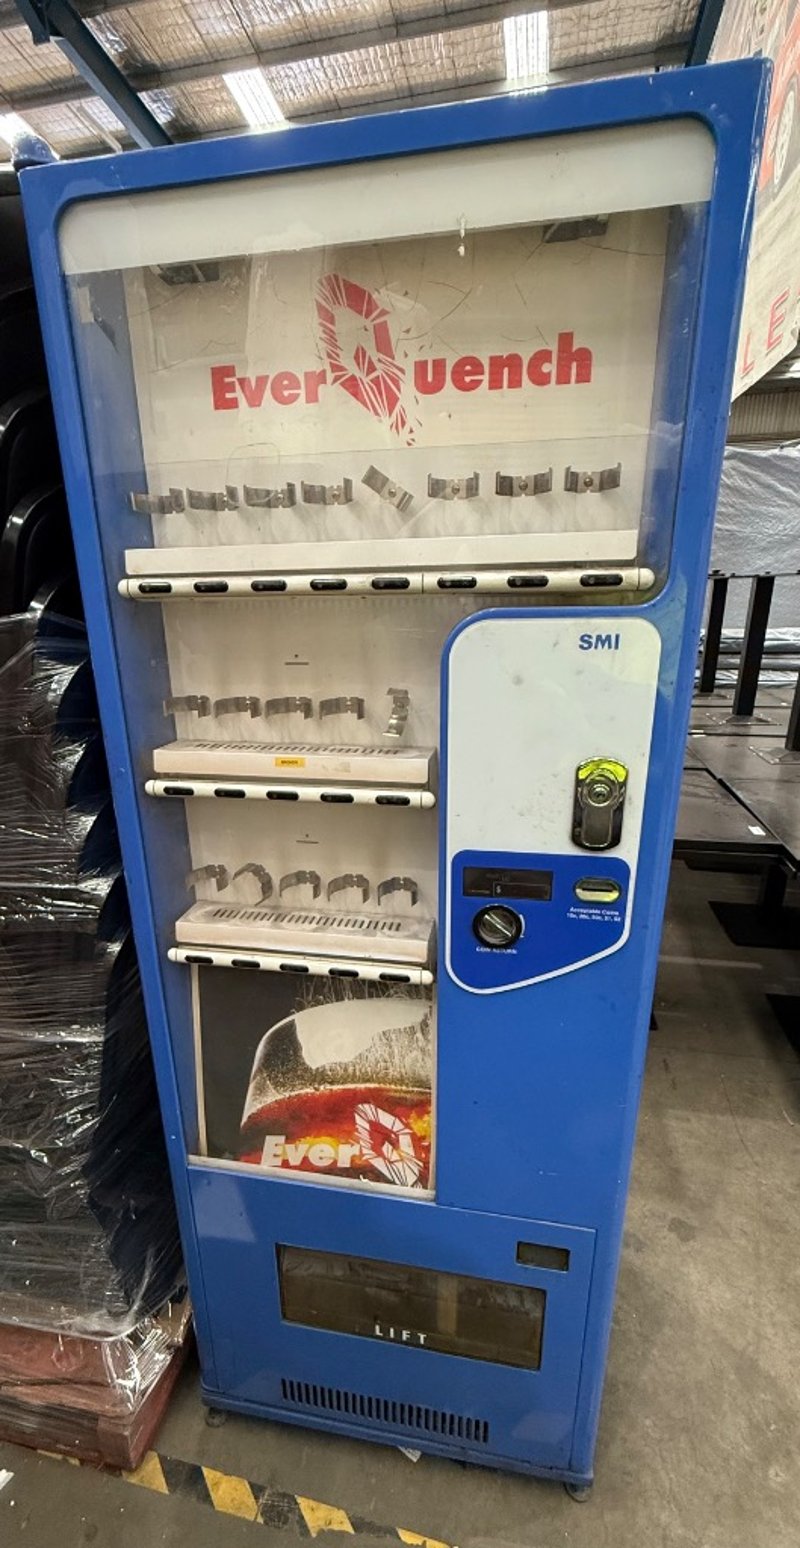 EverQuench
SMI
Acceptable Coins
10c, 20c, 50c, $1, $2
$
COIN RETURN
EverQ
LIFT
L E